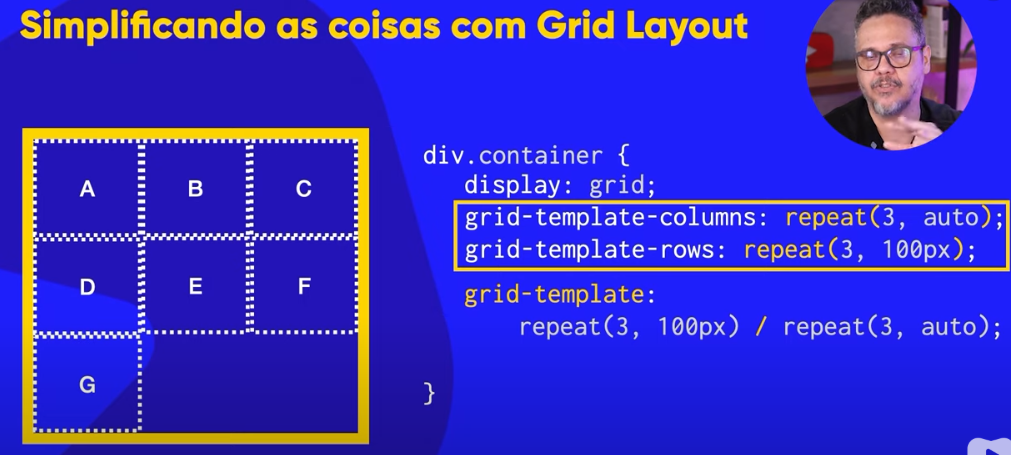 Simplificando as coisas com Grid Layout
A B C
D E F
G
div.container {
display: grid;
grid-template-columns: repeat(3, auto);
grid-template-rows: repeat(3, 100px);
grid-template:
repeat(3, 100px) / repeat(3, auto);
}